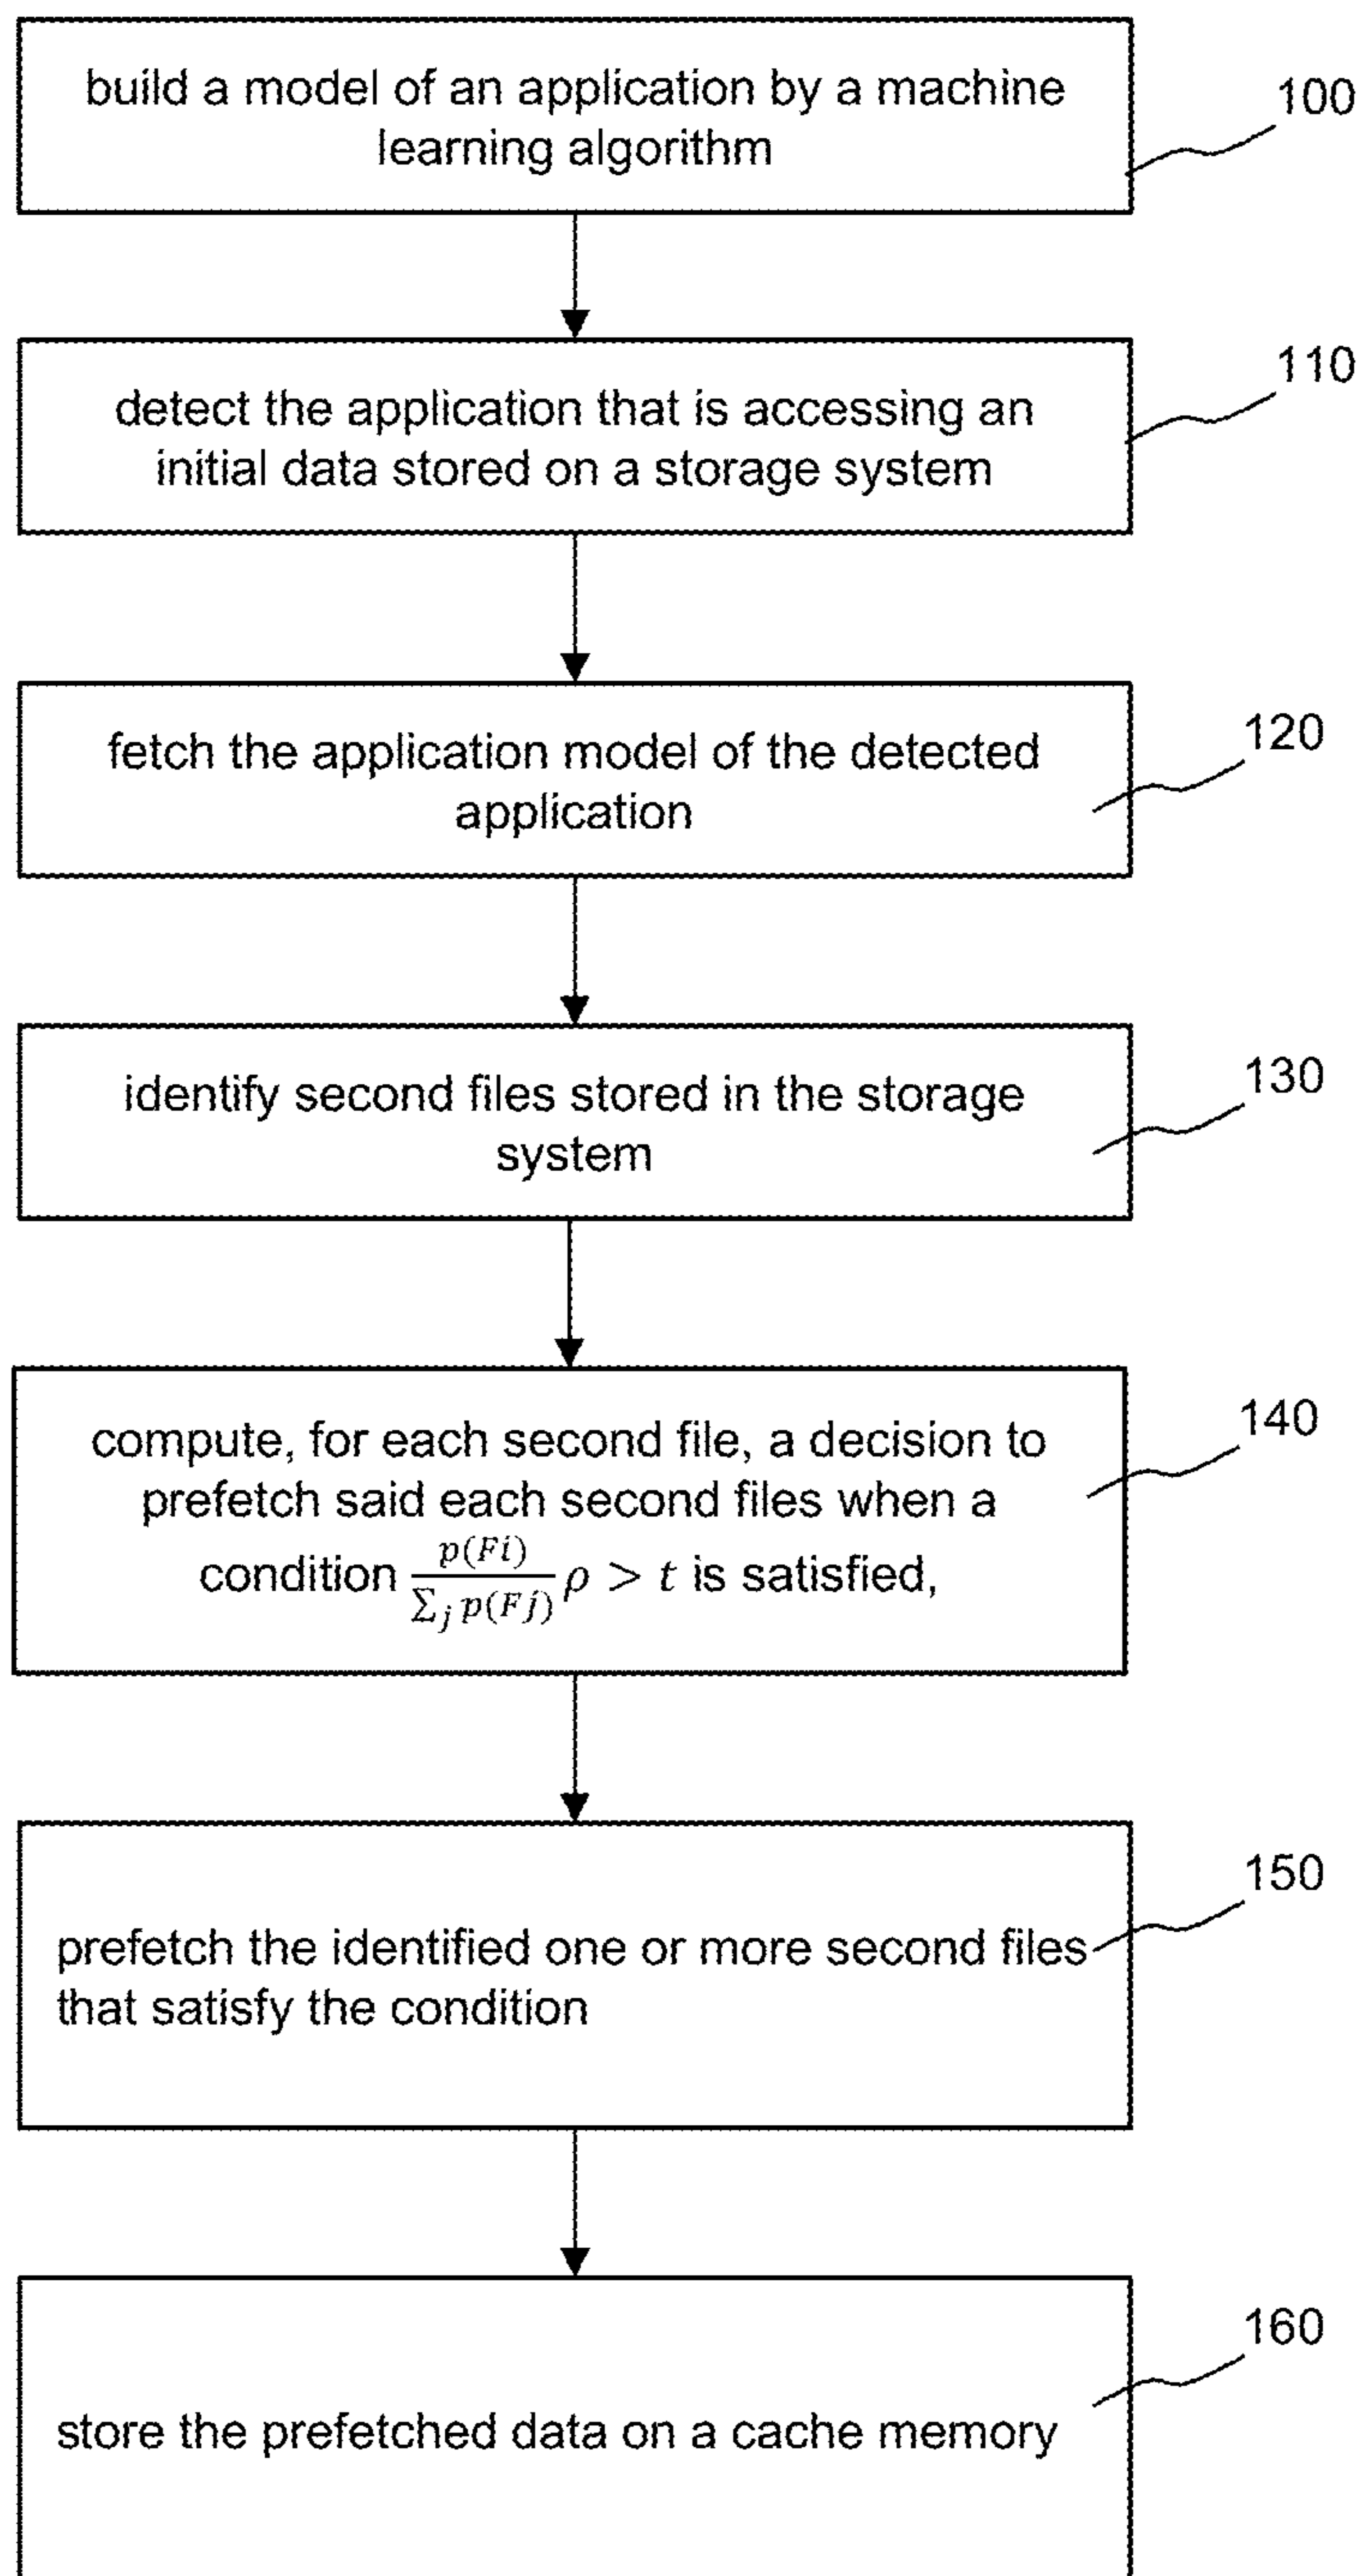 build a model of an application by a machine
learning algorithm
100
detect the application that is accessing an
initial data stored on a storage system
110
fetch the application model of the detected
application
120
identify second files stored in the storage
system
130
compute, for each second file, a decision to
prefetch said each second files when a
condition p(Fi) / ∑j p(Fj) ρ > t is satisfied,
140
prefetch the identified one or more second files
that satisfy the condition
150
store the prefetched data on a cache memory
160